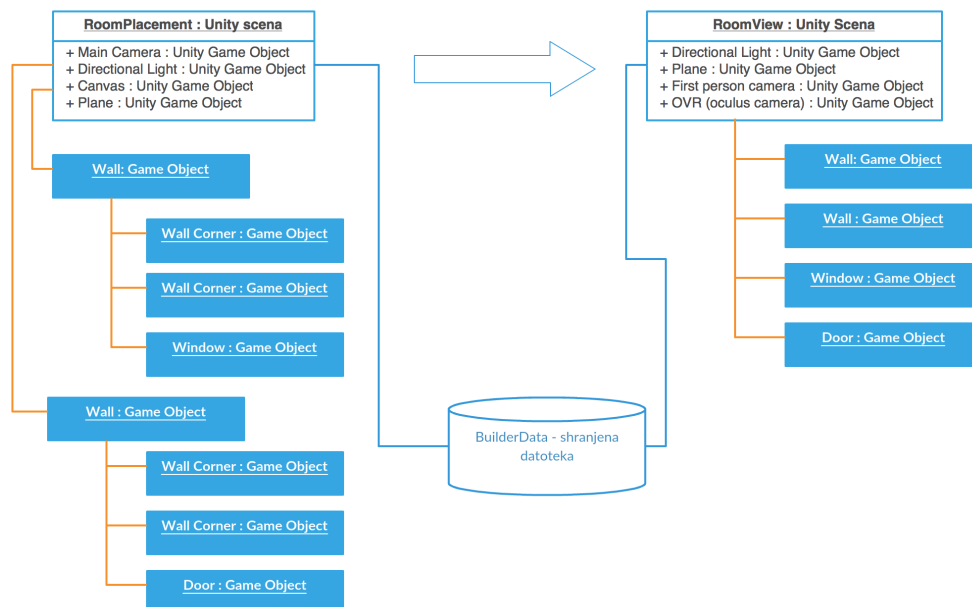 RoomPlacement : Unity scena
+ Main Camera : Unity Game Object
+ Directional Light : Unity Game Object
+ Canvas : Unity Game Object
+ Plane : Unity Game Object
Wall: Game Object
Wall Corner : Game Object
Wall Corner : Game Object
Window : Game Object
Wall : Game Object
Wall Corner : Game Object
Wall Corner : Game Object
Door : Game Object
BuilderData - shranjena
datoteka
RoomView : Unity Scena
+ Directional Light : Unity Game Object
+ Plane : Unity Game Object
+ First person camera : Unity Game Object
+ OVR (oculus camera) : Unity Game Object
Wall: Game Object
Wall : Game Object
Window : Game Object
Door : Game Object